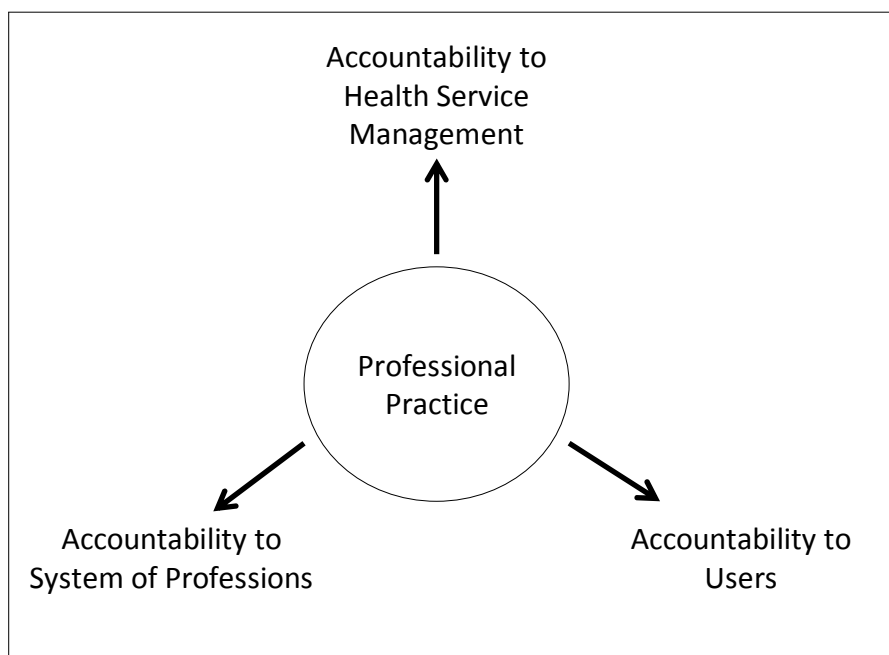 Accountability to
Health Service
Management
Professional
Practice
Accountability to
System of Professions
Accountability to
Users